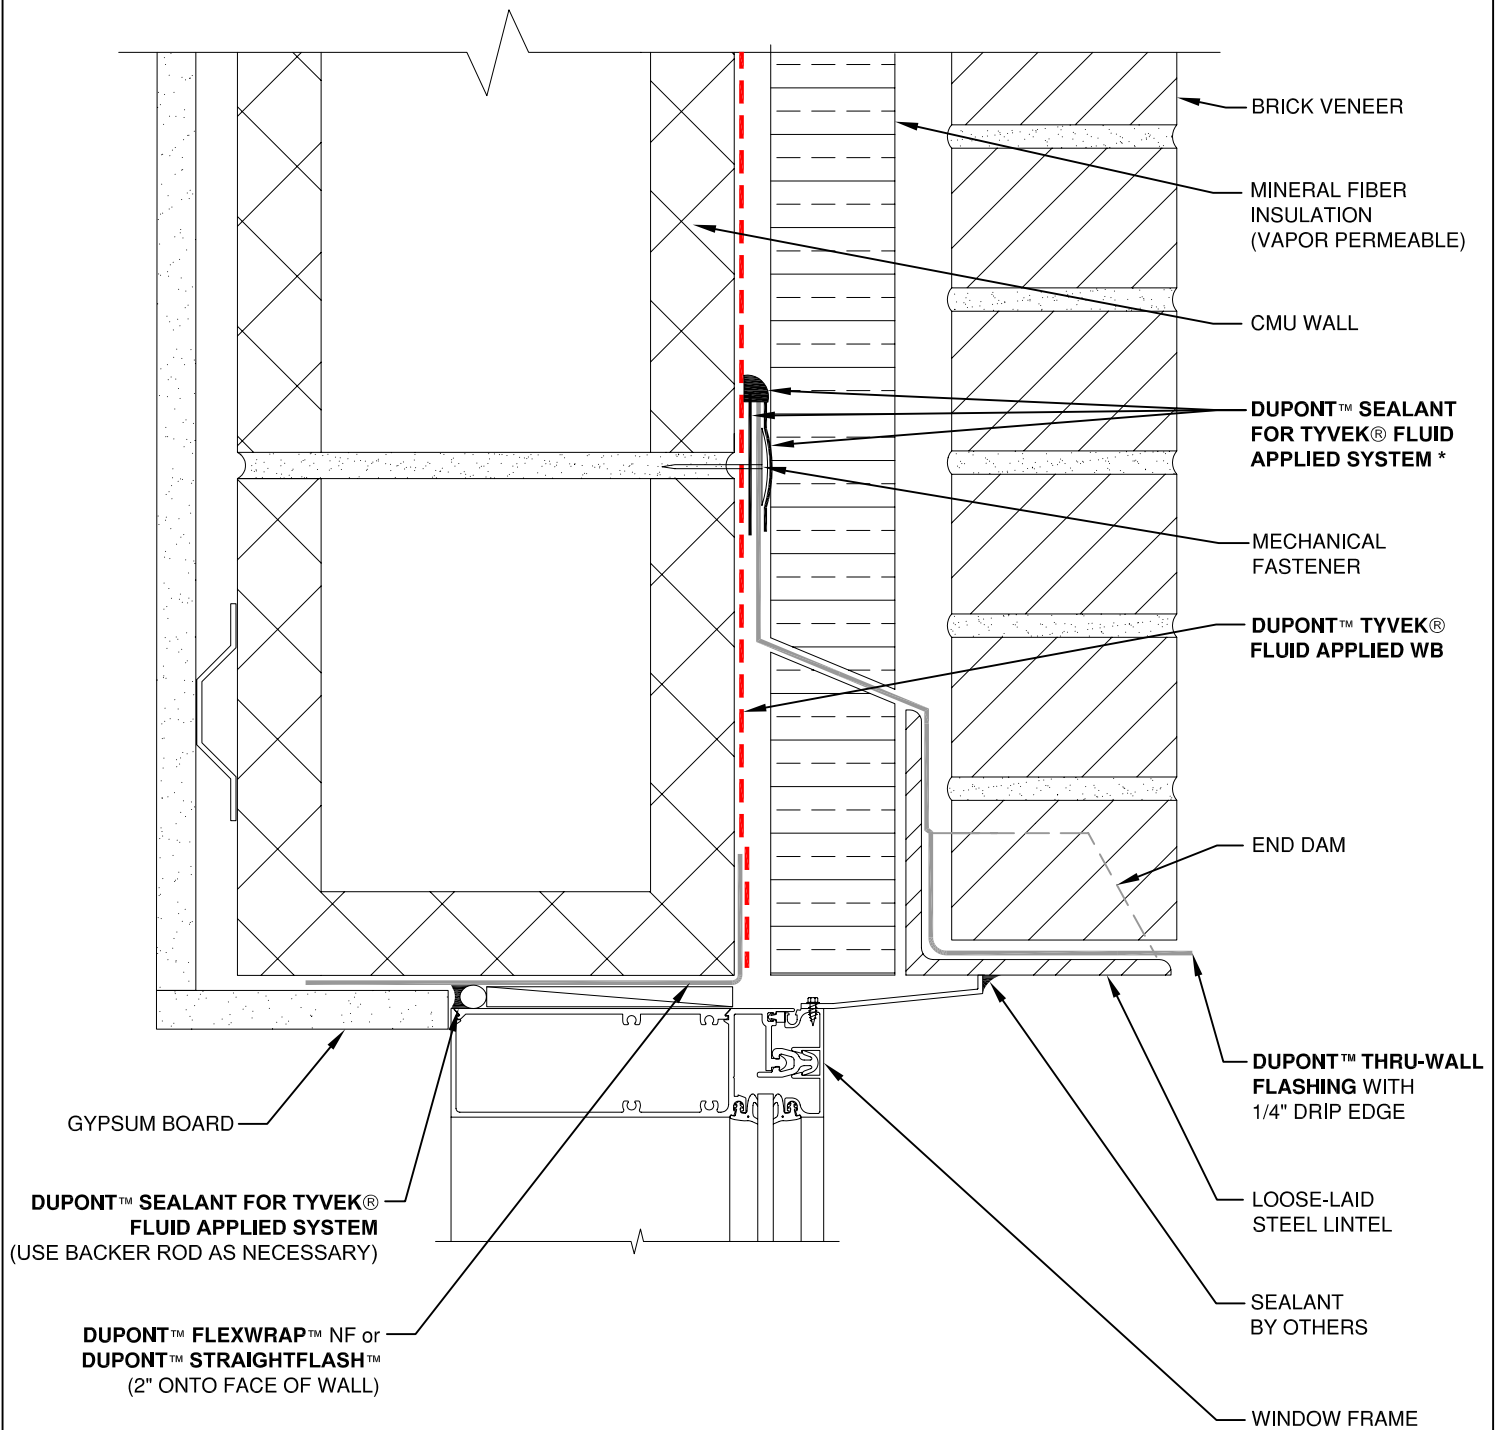 BRICK VENEER
MINERAL FIBER
INSULATION
(VAPOR PERMEABLE)
CMU WALL
DUPONT™ SEALANT
FOR TYVEK® FLUID
APPLIED SYSTEM *
MECHANICAL
FASTENER
DUPONT™ TYVEK®
FLUID APPLIED WB
END DAM
DUPONT™ THRU-WALL
FLASHING WITH
1/4" DRIP EDGE
LOOSE-LAID
STEEL LINTEL
SEALANT
BY OTHERS
WINDOW FRAME
GYPSUM BOARD
DUPONT™ SEALANT FOR TYVEK®
FLUID APPLIED SYSTEM
(USE BACKER ROD AS NECESSARY)
DUPONT™ FLEXWRAP™ NF or
DUPONT™ STRAIGHTFLASH™
(2" ONTO FACE OF WALL)